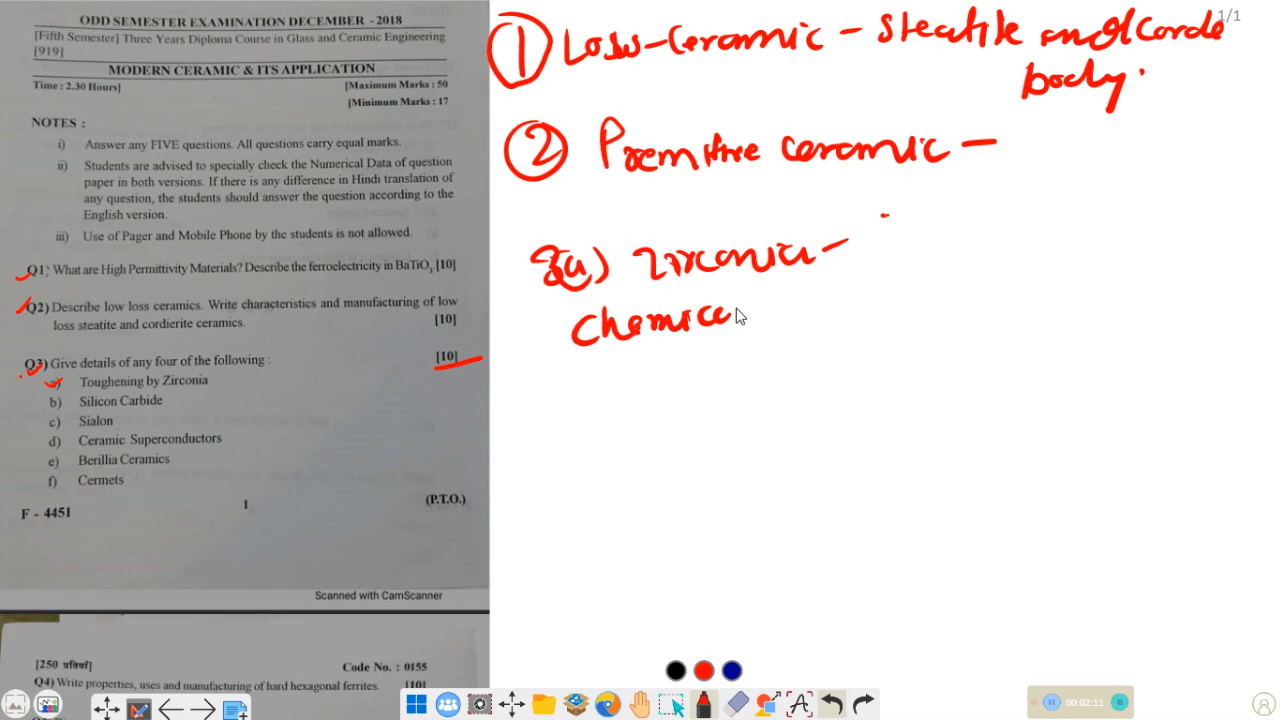 ODD SEMESTER EXAMINATION DECEMBER - 2018
[Fifth Semester] Three Years Diploma Course in Glass and Ceramic Engineering
[919]
MODERN CERAMIC & ITS APPLICATION
Time : 2.30 Hours]
[Maximum Marks : 50
[Minimum Marks : 17
NOTES :
i) Answer any FIVE questions. All questions carry equal marks.
ii) Students are advised to specially check the Numerical Data of question
paper in both versions. If there is any difference in Hindi translation of
any question, the students should answer the question according to the
English version.
iii) Use of Pager and Mobile Phone by the students is not allowed.
Q1) What are High Permittivity Materials? Describe the ferroelectricity in BaTiO3. [10]
Q2) Describe low loss ceramics. Write characteristics and manufacturing of low
loss steatite and cordierite ceramics. [10]
Q3) Give details of any four of the following : [10]
a) Toughening by Zirconia
b) Silicon Carbide
c) Sialon
d) Ceramic Superconductors
e) Berillia Ceramics
f) Cermets
F - 4451
1
(P.T.O.)
Scanned with CamScanner
[250 प्रतियाँ]
Code No. : 0155
Q4) Write properties, uses and manufacturing of hard hexagonal ferrites. [10]
1/1
① Loss-ceramic - Steatite and Corde
body.
② ceramic -
(a) Zirconia -
Chemica
00:02:11